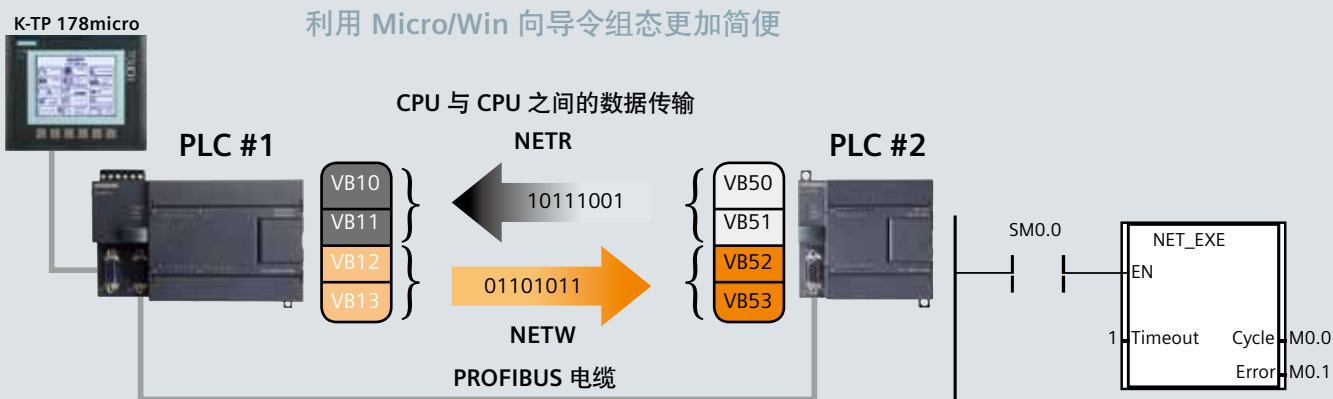 利用 Micro/Win 向导令组态更加简便
K-TP 178micro
CPU 与 CPU 之间的数据传输
NETR
PLC #1
PLC #2
VB10
VB11
VB12
VB13
10111001
01101011
VB50
VB51
VB52
VB53
NETW
PROFIBUS 电缆
SM0.0
NET_EXE
EN
1 Timeout Cycle M0.0
Error M0.1